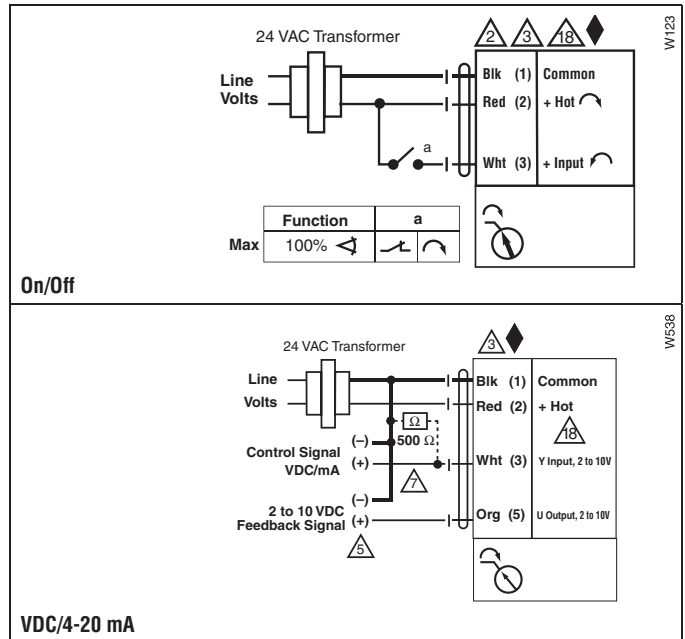 W123
24 VAC Transformer
2 3 18
Line
Volts
Blk (1) Common
Red (2) + Hot
a
Wht (3) + Input
Function a
Max 100%
On/Off
W538
24 VAC Transformer
3
Line
Volts
Blk (1) Common
Red (2) + Hot
18
Ω
500 Ω
(–)
Control Signal
VDC/mA
(+)
Wht (3) Y Input, 2 to 10V
7
(–)
2 to 10 VDC
Feedback Signal
(+)
Org (5) U Output, 2 to 10V
5
VDC/4-20 mA